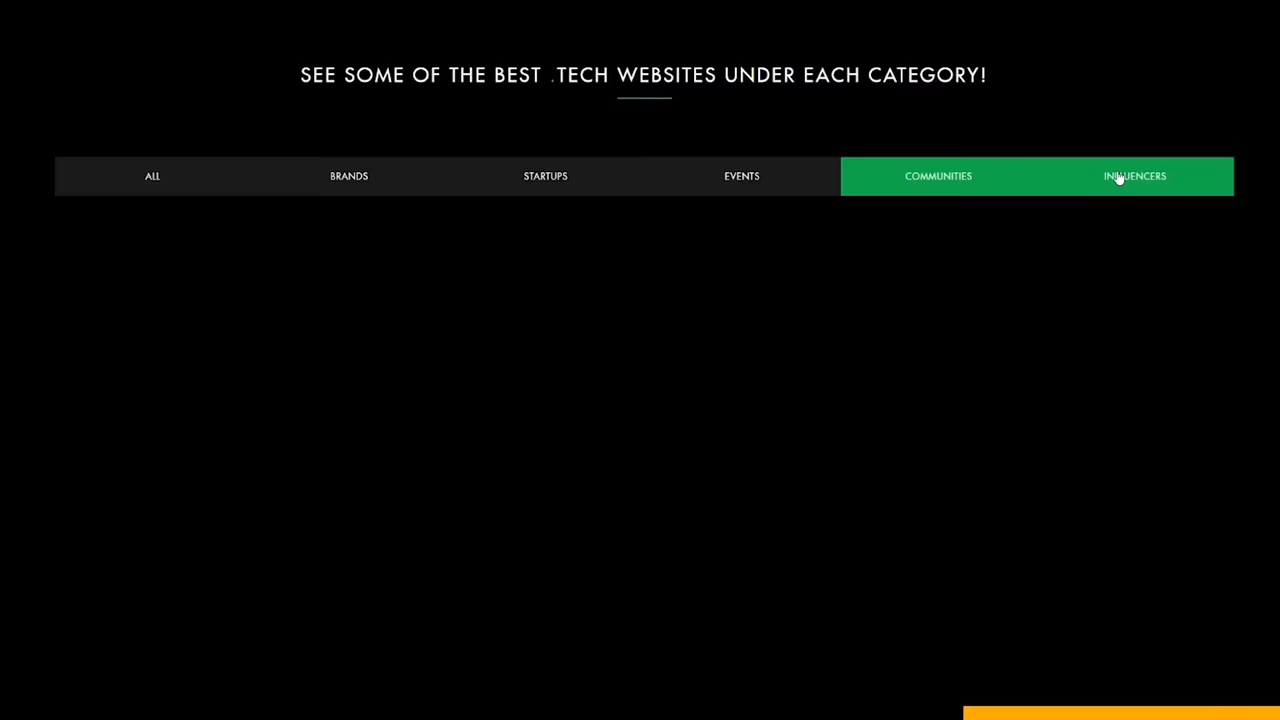 SEE SOME OF THE BEST .TECH WEBSITES UNDER EACH CATEGORY!
ALL BRANDS STARTUPS EVENTS COMMUNITIES INFLUENCERS